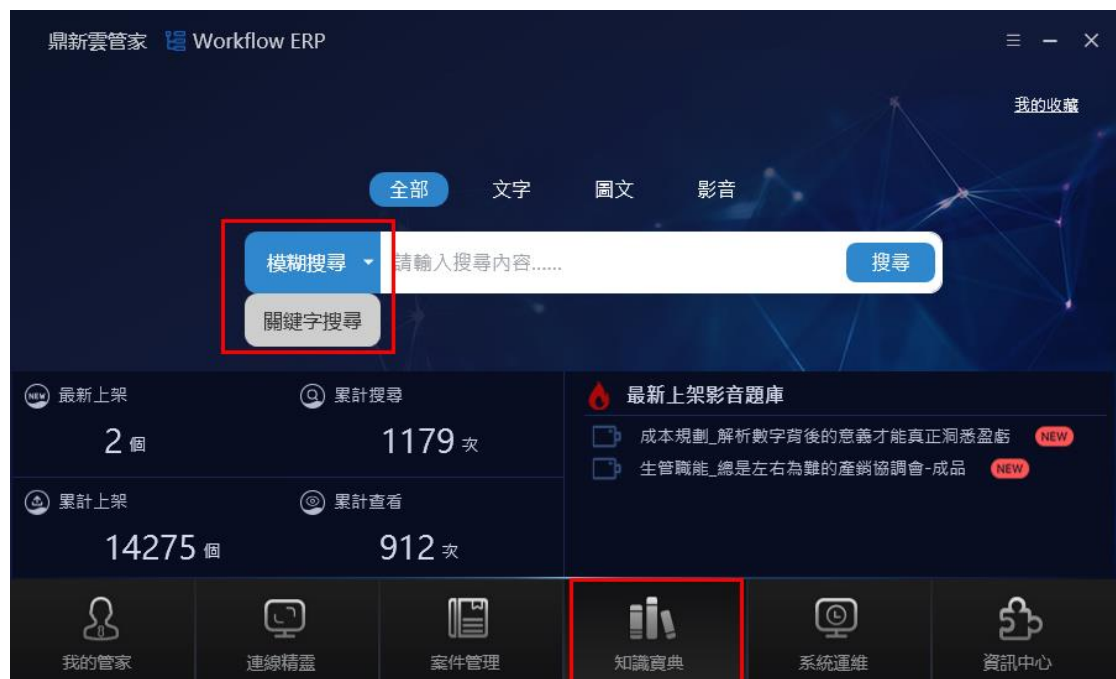 鼎新雲管家 Workflow ERP
我的收藏
全部 文字 圖文 影音
模糊搜尋 請輸入搜尋內容...... 搜尋
關鍵字搜尋
NEW 最新上架
2 個
累計搜尋
1179 次
累計上架
14275 個
累計查看
912 次
最新上架影音題庫
成本規劃_解析數字背後的意義才能真正洞悉盈虧 NEW
生管職能_總是左右為難的產銷協調會-成品 NEW
我的管家 連線精靈 案件管理 知識寶典 系統運維 資訊中心